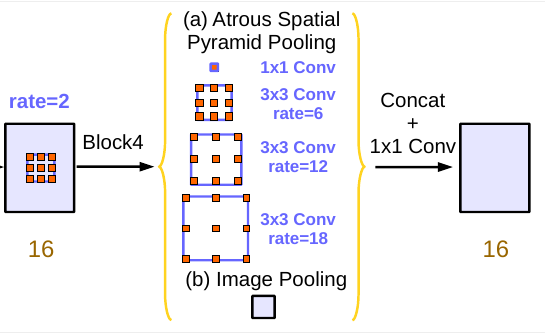 rate=2
16
Block4
(a) Atrous Spatial
Pyramid Pooling
1x1 Conv
3x3 Conv
rate=6
3x3 Conv
rate=12
3x3 Conv
rate=18
(b) Image Pooling
Concat
+
1x1 Conv
16